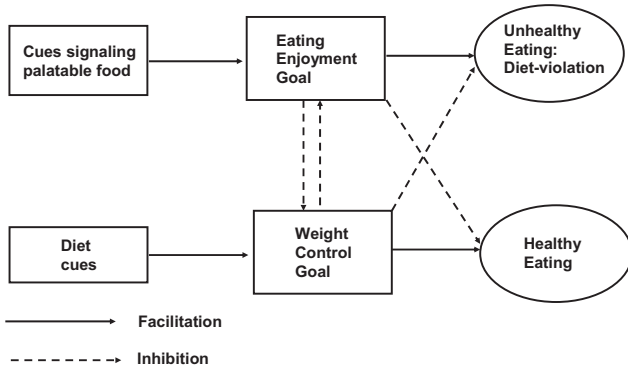 Cues signaling
palatable food
Eating
Enjoyment
Goal
Unhealthy
Eating:
Diet-violation
Diet
cues
Weight
Control
Goal
Healthy
Eating
Facilitation
Inhibition